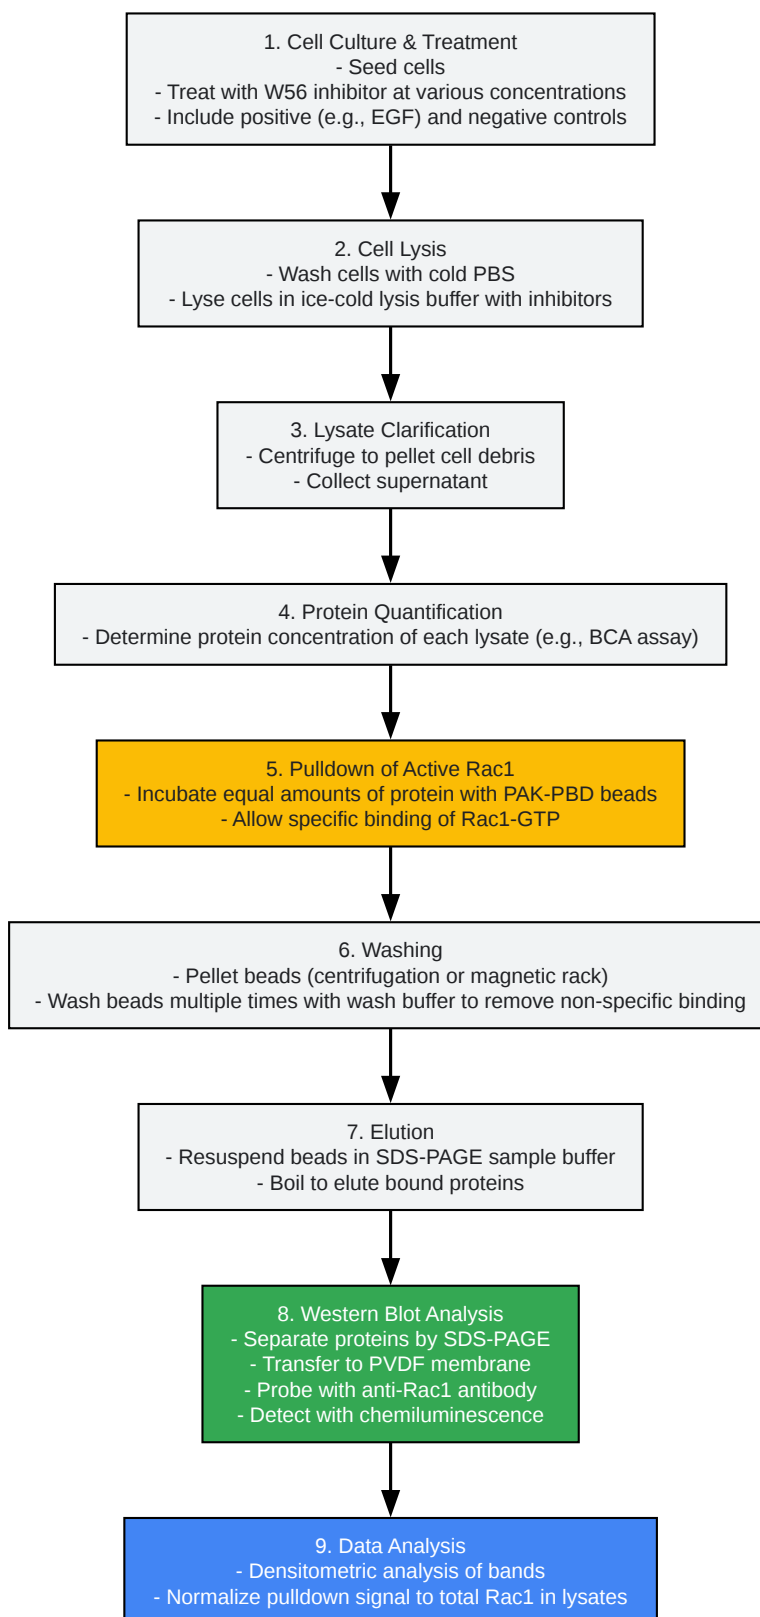 1. Cell Culture & Treatment
- Seed cells
- Treat with W56 inhibitor at various concentrations
- Include positive (e.g., EGF) and negative controls
2. Cell Lysis
- Wash cells with cold PBS
- Lyse cells in ice-cold lysis buffer with inhibitors
3. Lysate Clarification
- Centrifuge to pellet cell debris
- Collect supernatant
4. Protein Quantification
- Determine protein concentration of each lysate (e.g., BCA assay)
5. Pulldown of Active Rac1
- Incubate equal amounts of protein with PAK-PBD beads
- Allow specific binding of Rac1-GTP
6. Washing
- Pellet beads (centrifugation or magnetic rack)
- Wash beads multiple times with wash buffer to remove non-specific binding
7. Elution
- Resuspend beads in SDS-PAGE sample buffer
- Boil to elute bound proteins
8. Western Blot Analysis
- Separate proteins by SDS-PAGE
- Transfer to PVDF membrane
- Probe with anti-Rac1 antibody
- Detect with chemiluminescence
9. Data Analysis
- Densitometric analysis of bands
- Normalize pulldown signal to total Rac1 in lysates